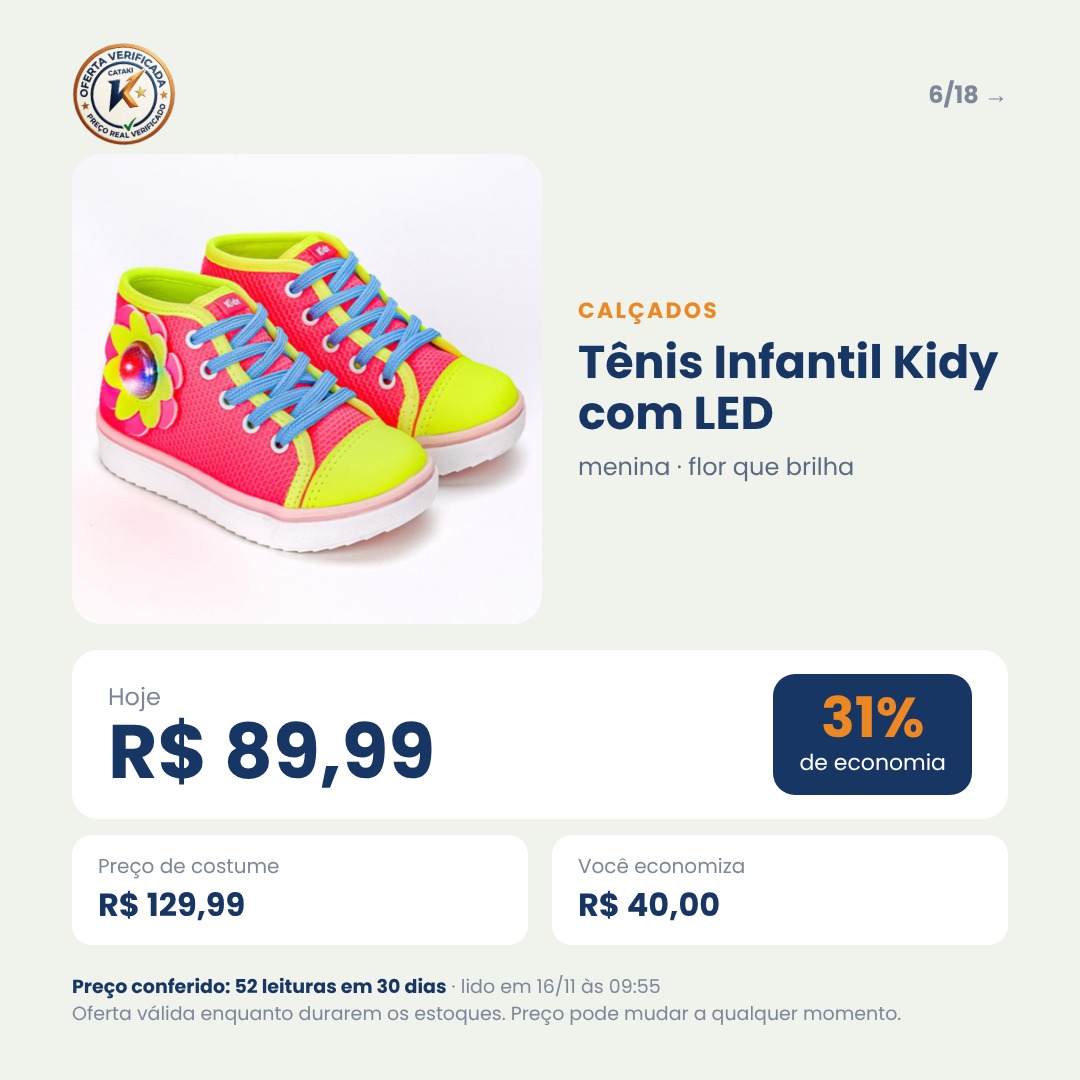 OFERTA VERIFICADA
CATAKI
K
PREÇO REAL VERIFICADO
6/18 →
Kidy
Kidy
CALÇADOS
Tênis Infantil Kidy
com LED
menina · flor que brilha
Hoje
R$ 89,99
31%
de economia
Preço de costume
R$ 129,99
Você economiza
R$ 40,00
Preço conferido: 52 leituras em 30 dias · lido em 16/11 às 09:55
Oferta válida enquanto durarem os estoques. Preço pode mudar a qualquer momento.